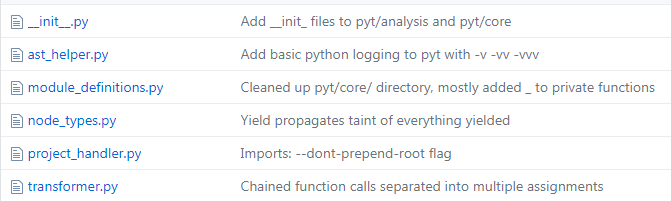 __init__.py Add __init_ files to pyt/analysis and pyt/core
ast_helper.py Add basic python logging to pyt with -v -vv -vvv
module_definitions.py Cleaned up pyt/core/ directory, mostly added _ to private functions
node_types.py Yield propagates taint of everything yielded
project_handler.py Imports: --dont-prepend-root flag
transformer.py Chained function calls separated into multiple assignments